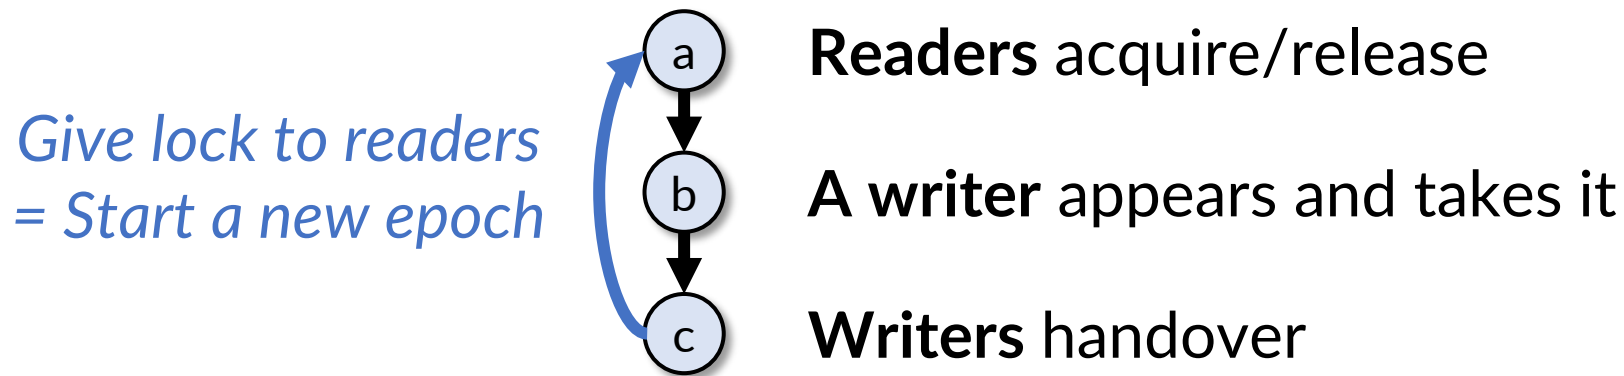 a
Readers acquire/release
Give lock to readers
= Start a new epoch
b
A writer appears and takes it
c
Writers handover